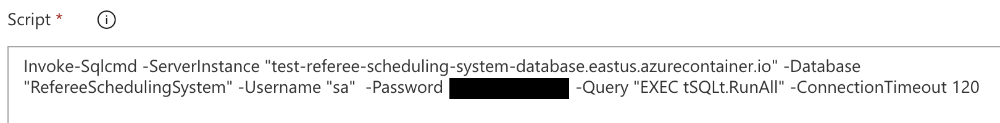 Script * i
Invoke-Sqlcmd -ServerInstance "test-referee-scheduling-system-database.eastus.azurecontainer.io" -Database
"RefereeSchedulingSystem" -Username "sa"  -Password -Query "EXEC tSQLt.RunAll" -ConnectionTimeout 120